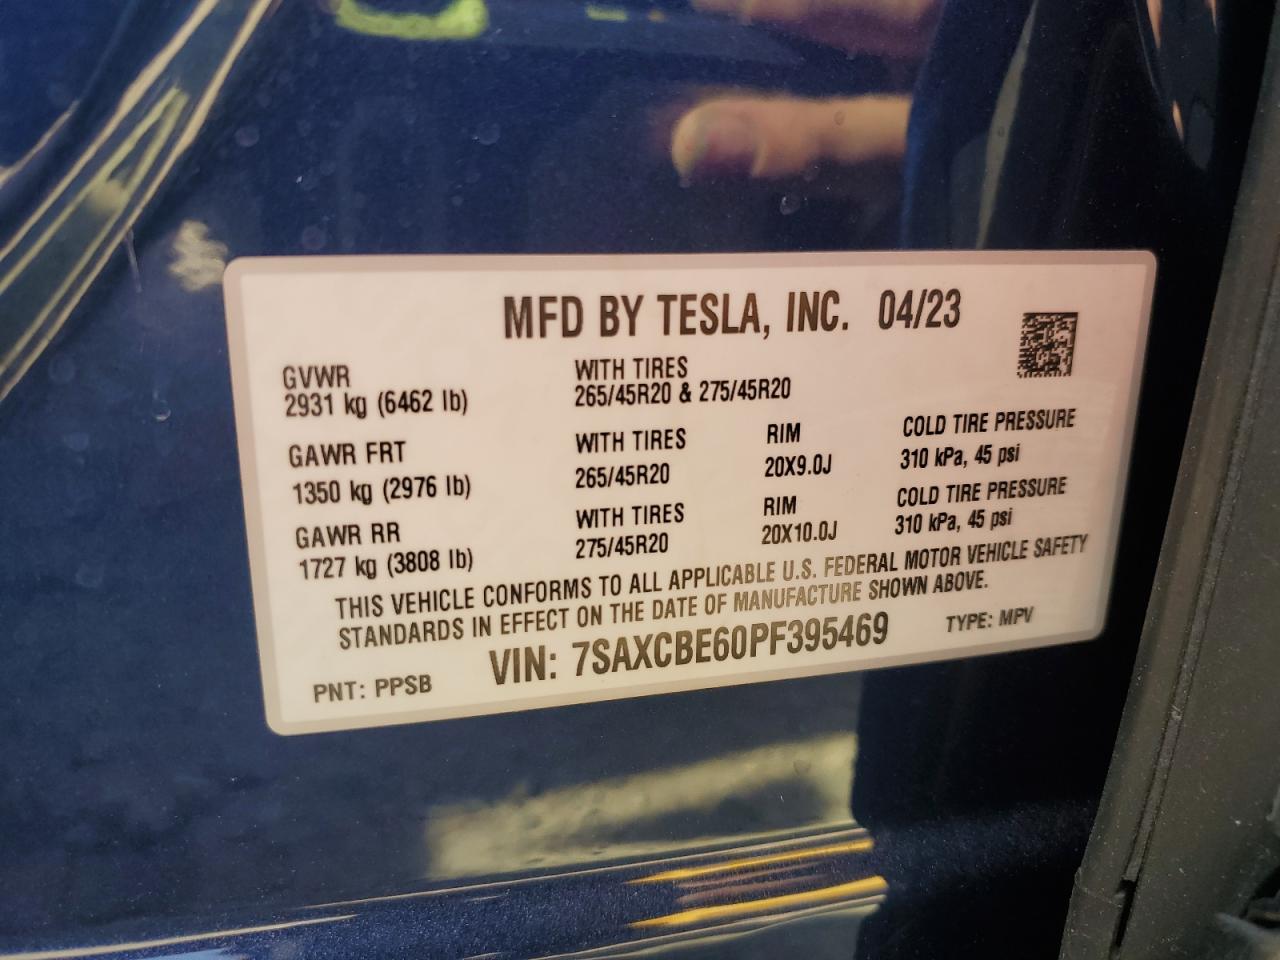 MFD BY TESLA, INC. 04/23
GVWR
2931 kg (6462 lb)
WITH TIRES
265/45R20 & 275/45R20
GAWR FRT
1350 kg (2976 lb)
WITH TIRES
265/45R20
RIM
20X9.0J
COLD TIRE PRESSURE
310 kPa, 45 psi
GAWR RR
1727 kg (3808 lb)
WITH TIRES
275/45R20
RIM
20X10.0J
COLD TIRE PRESSURE
310 kPa, 45 psi
THIS VEHICLE CONFORMS TO ALL APPLICABLE U.S. FEDERAL MOTOR VEHICLE SAFETY
STANDARDS IN EFFECT ON THE DATE OF MANUFACTURE SHOWN ABOVE.
PNT: PPSB
VIN: 7SAXCBE60PF395469
TYPE: MPV